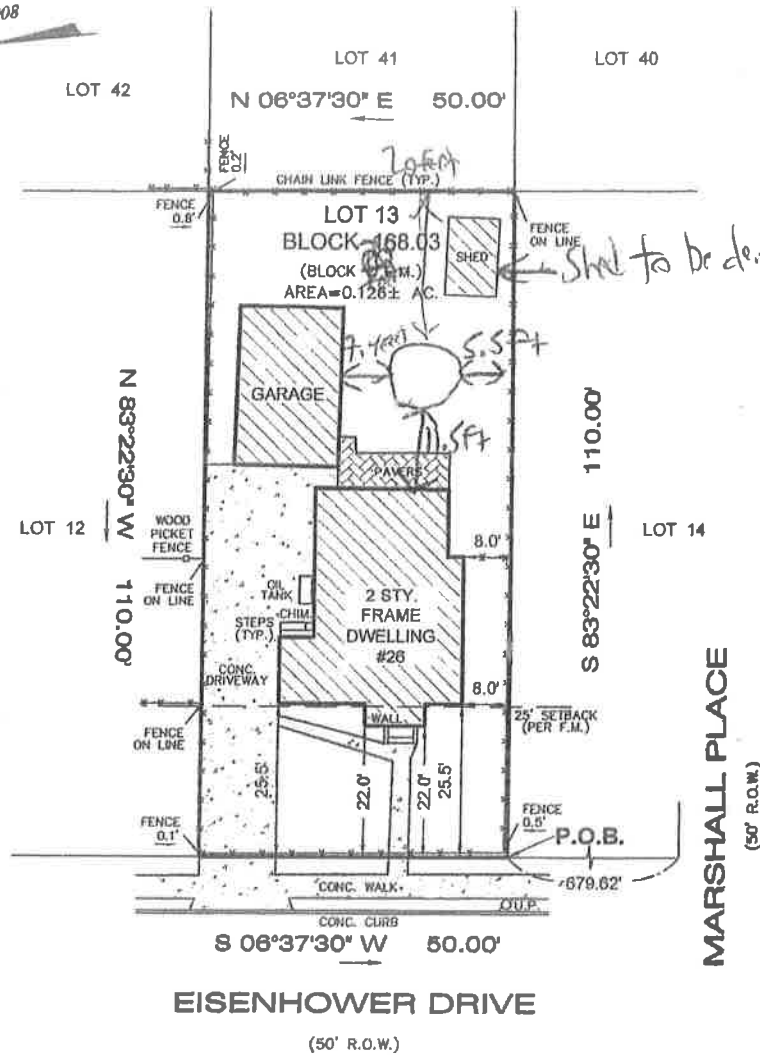 LOT 42
LOT 41
LOT 40
N 06°37'30" E 50.00'
20 feet
FENCE 0.2'
CHAIN LINK FENCE (TYP.)
FENCE 0.8'
LOT 13
BLOCK 168.03
(BLOCK
AREA=0.126± AC.
SHED
FENCE ON LINE
Shed to be de
GARAGE
7.4 feet
5.5 Ft
5Ft
PAVERS
N 83°22'30" W 110.00'
S 83°22'30" E 110.00'
LOT 12
LOT 14
WOOD PICKET FENCE
FENCE ON LINE
8.0'
OIL TANK
CHIM.
STEPS (TYP.)
2 STY.
FRAME
DWELLING
#26
CONC. DRIVEWAY
8.0'
WALL
25' SETBACK (PER F.M.)
FENCE ON LINE
25.5'
22.0'
22.0'
25.5'
FENCE 0.1'
FENCE 0.5'
P.O.B.
679.62'
MARSHALL PLACE
(50' R.O.W.)
CONC. WALK
U.P.
CONC. CURB
S 06°37'30" W 50.00'
EISENHOWER DRIVE
(50' R.O.W.)